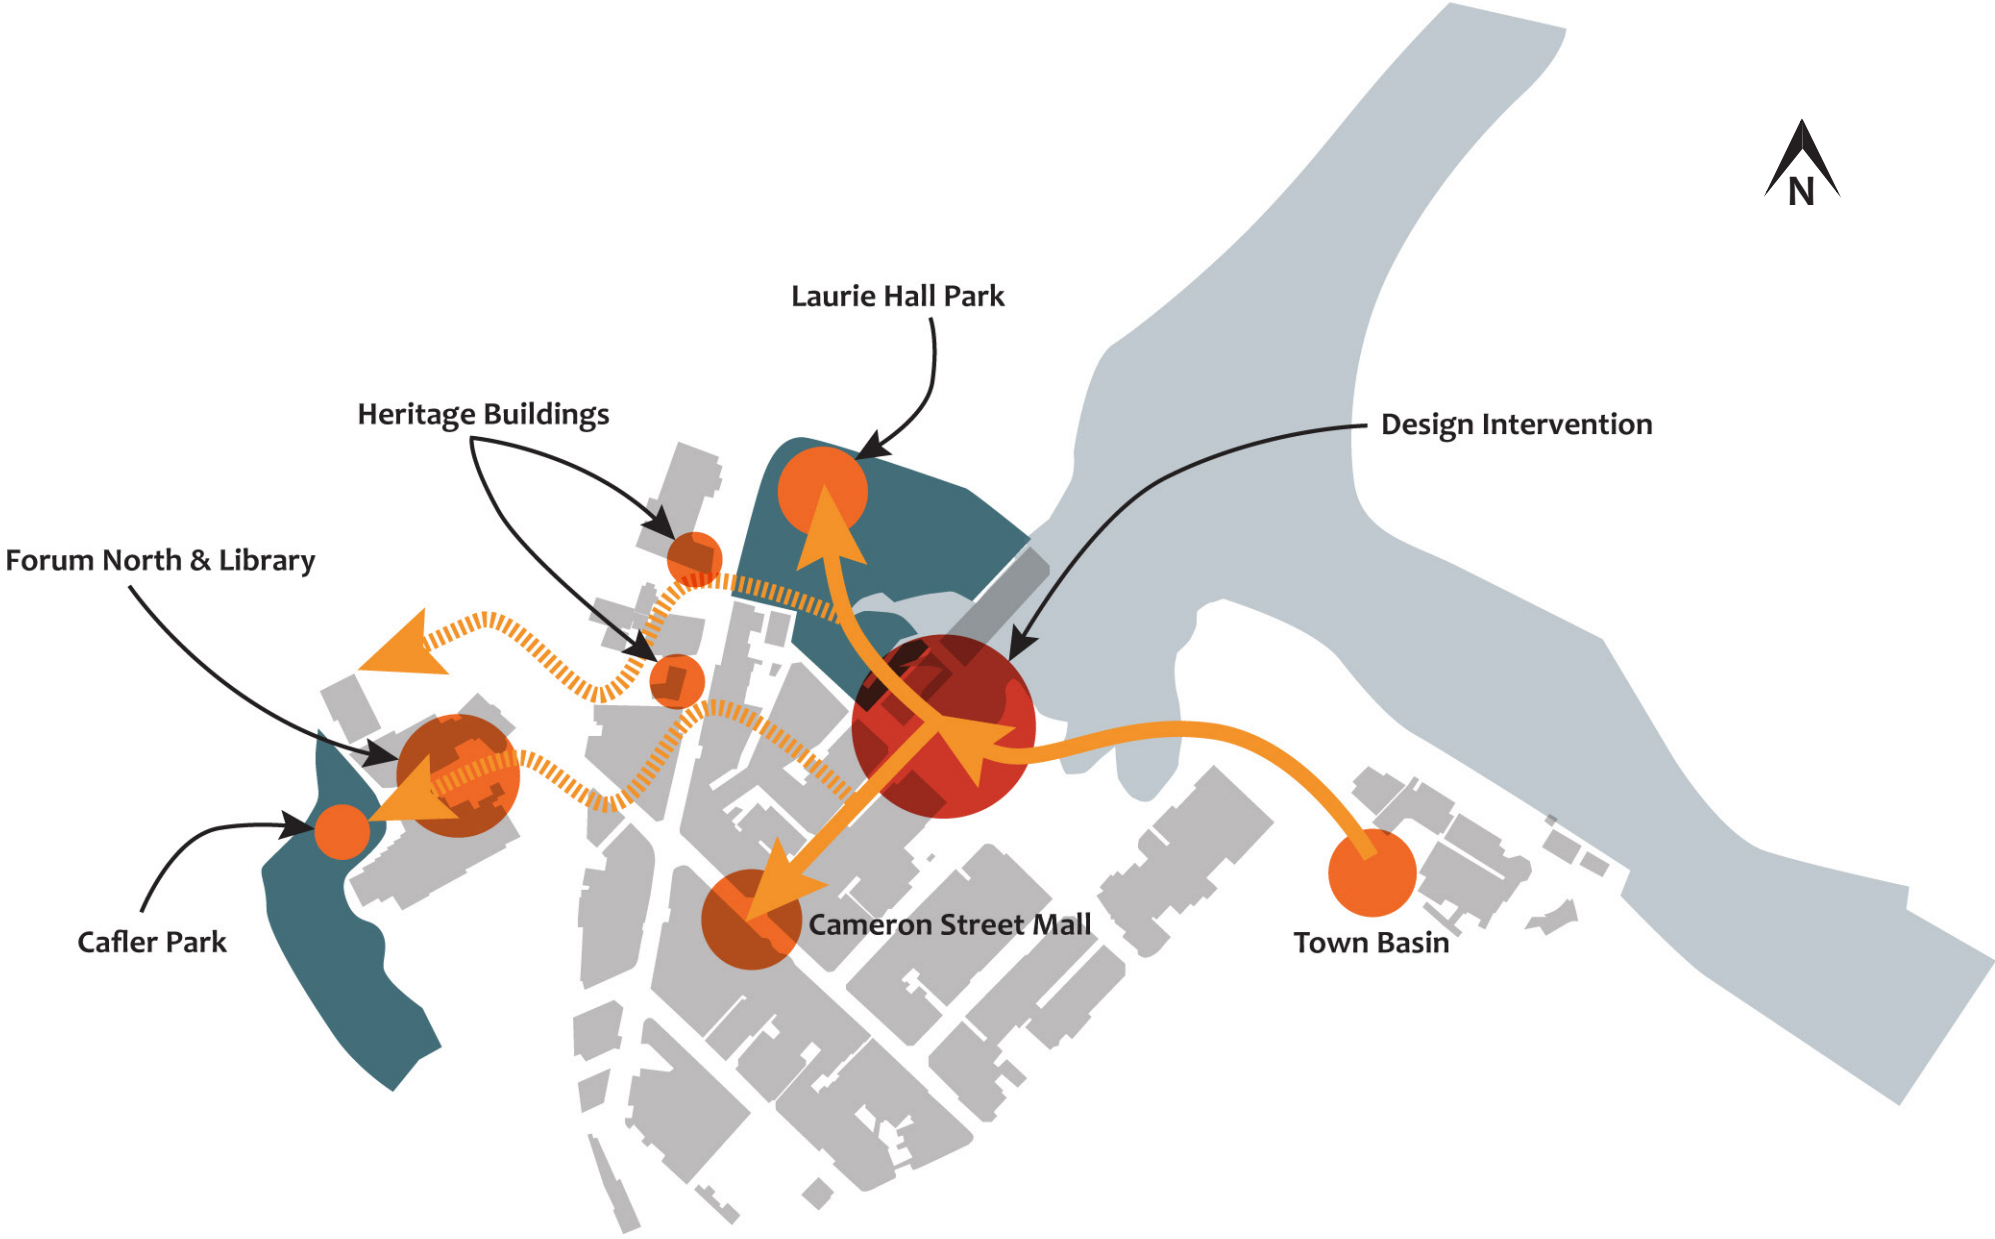 N
Laurie Hall Park
Heritage Buildings
Design Intervention
Forum North & Library
Cameron Street Mall
Cafler Park
Town Basin